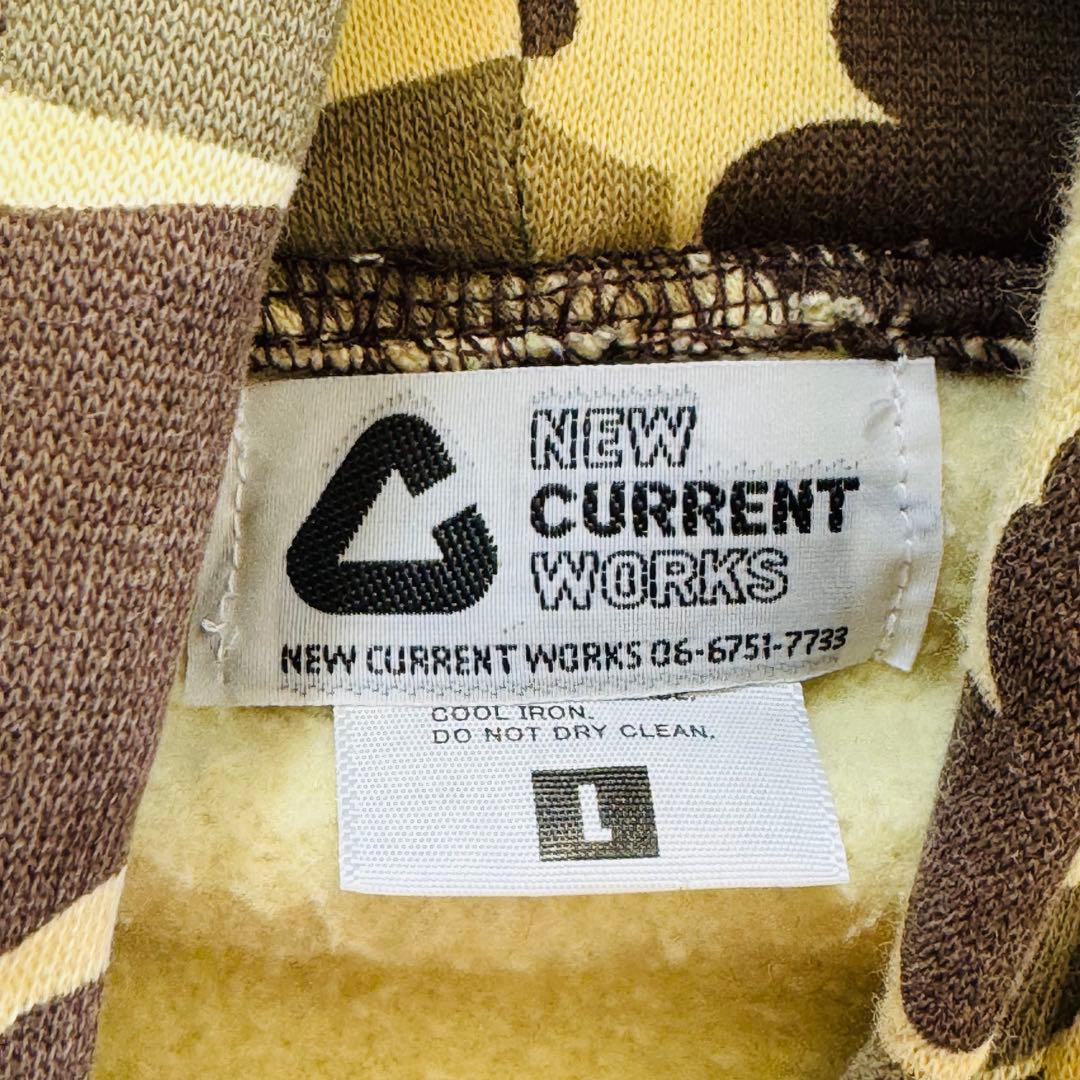 NEW
CURRENT
WORKS
NEW CURRENT WORKS 06-6751-7733
COOL IRON.
DO NOT DRY CLEAN.
L